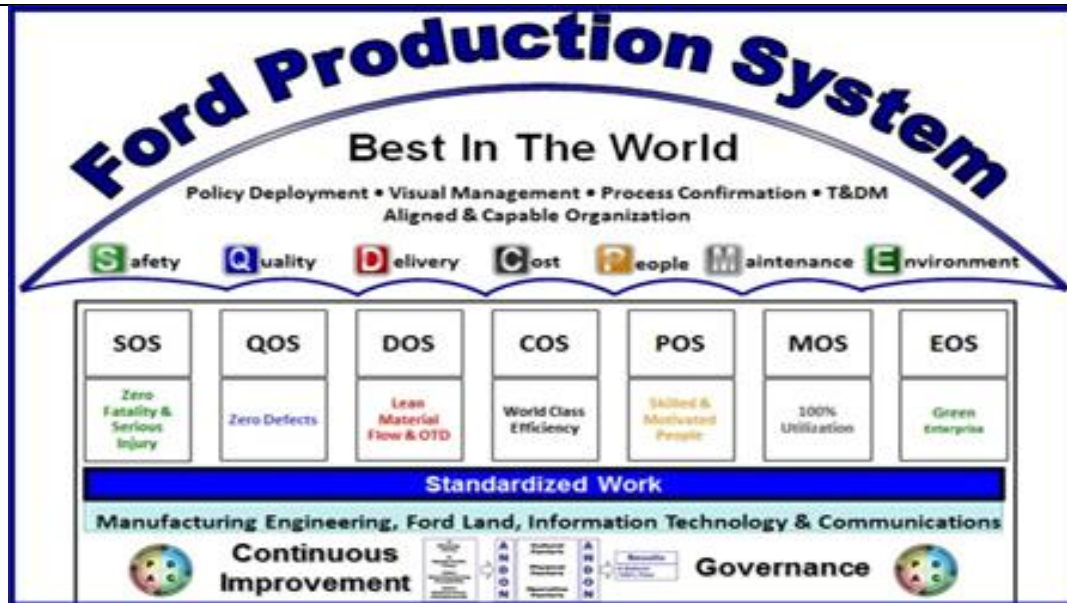 Ford Production System
Best In The World
Policy Deployment • Visual Management • Process Confirmation • T&DM
Aligned & Capable Organization
Safety Quality Delivery Cost People Maintenance Environment
SOS QOS DOS COS POS MOS EOS
Zero
Fatality &
Serious
Injury
Zero Defects
Lean
Material
Flow & OTD
World Class
Efficiency
Skilled &
Motivated
People
100%
Utilization
Green
Enterprise
Standardized Work
Manufacturing Engineering, Ford Land, Information Technology & Communications
Continuous
Improvement
ANDON
ANDON
Results
Governance